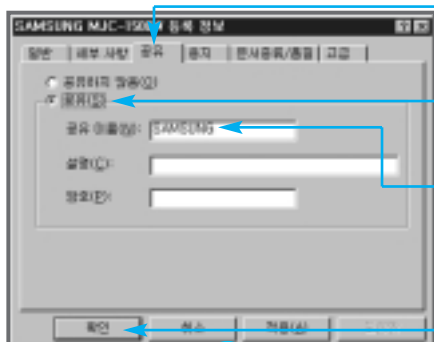 SAMSUNG MJC-1500 등록 정보
일반 세부 사항 공유 용지 문서종류/품질 고급
공유하지 않음(O)
공유(S)
공유 이름(N): SAMSUNG
설명(C):
암호(P):
확인 취소 적용(A)